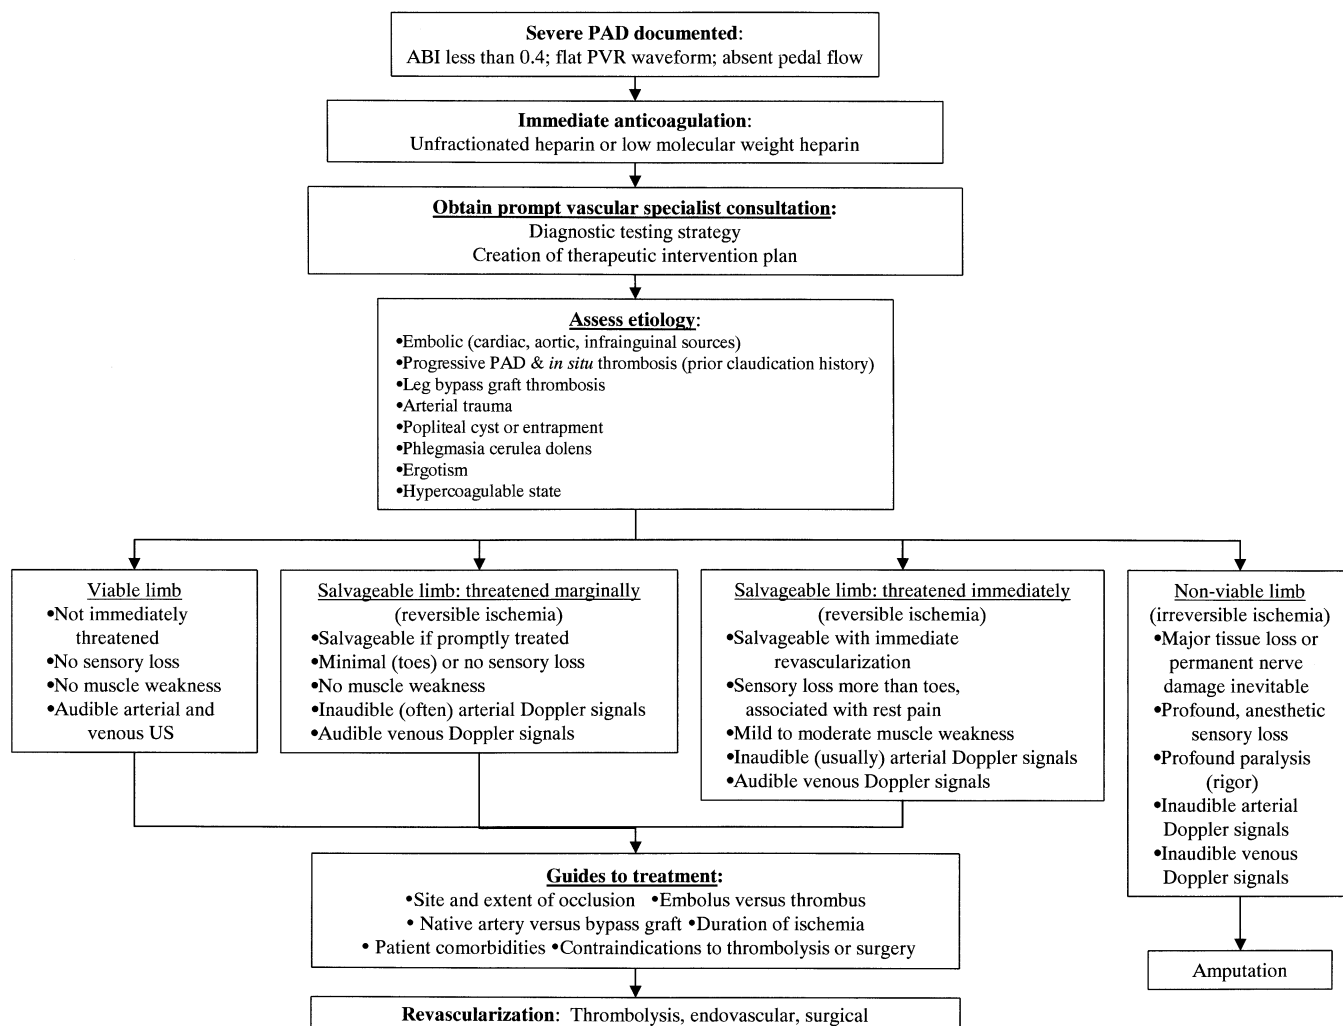 Severe PAD documented:
ABI less than 0.4; flat PVR waveform; absent pedal flow
Immediate anticoagulation:
Unfractionated heparin or low molecular weight heparin
Obtain prompt vascular specialist consultation:
Diagnostic testing strategy
Creation of therapeutic intervention plan
Assess etiology:
•Embolic (cardiac, aortic, infrainguinal sources)
•Progressive PAD & in situ thrombosis (prior claudication history)
•Leg bypass graft thrombosis
•Arterial trauma
•Popliteal cyst or entrapment
•Phlegmasia cerulea dolens
•Ergotism
•Hypercoagulable state
Viable limb
•Not immediately
threatened
•No sensory loss
•No muscle weakness
•Audible arterial and
venous US
Salvageable limb: threatened marginally
(reversible ischemia)
•Salvageable if promptly treated
•Minimal (toes) or no sensory loss
•No muscle weakness
•Inaudible (often) arterial Doppler signals
•Audible venous Doppler signals
Salvageable limb: threatened immediately
(reversible ischemia)
•Salvageable with immediate
revascularization
•Sensory loss more than toes,
associated with rest pain
•Mild to moderate muscle weakness
•Inaudible (usually) arterial Doppler signals
•Audible venous Doppler signals
Non-viable limb
(irreversible ischemia)
•Major tissue loss or
permanent nerve
damage inevitable
•Profound, anesthetic
sensory loss
•Profound paralysis
(rigor)
•Inaudible arterial
Doppler signals
•Inaudible venous
Doppler signals
Guides to treatment:
•Site and extent of occlusion •Embolus versus thrombus
• Native artery versus bypass graft •Duration of ischemia
• Patient comorbidities •Contraindications to thrombolysis or surgery
Amputation
Revascularization: Thrombolysis, endovascular, surgical